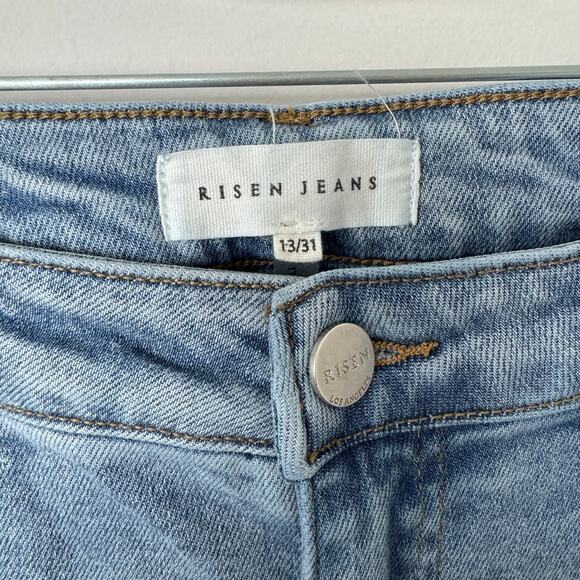 RISEN JEANS
13/31
RISEN
LOS ANGELES